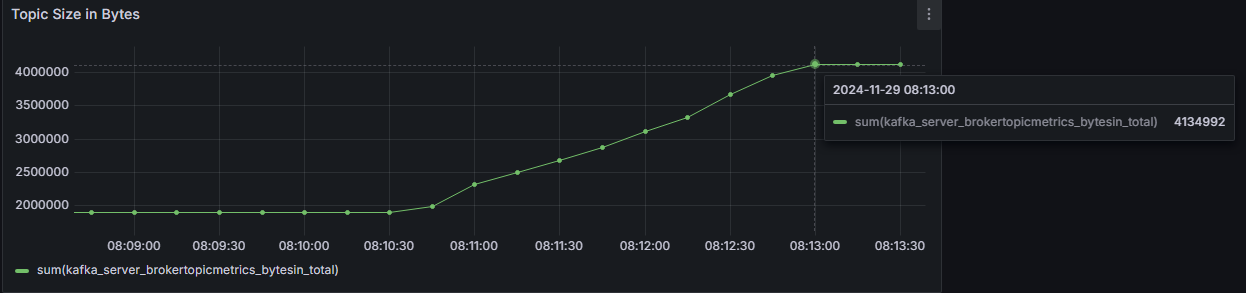 Topic Size in Bytes
4000000
3500000
3000000
2500000
2000000
08:09:00 08:09:30 08:10:00 08:10:30 08:11:00 08:11:30 08:12:00 08:12:30 08:13:00 08:13:30
sum(kafka_server_brokertopicmetrics_bytesin_total)
2024-11-29 08:13:00
sum(kafka_server_brokertopicmetrics_bytesin_total) 4134992